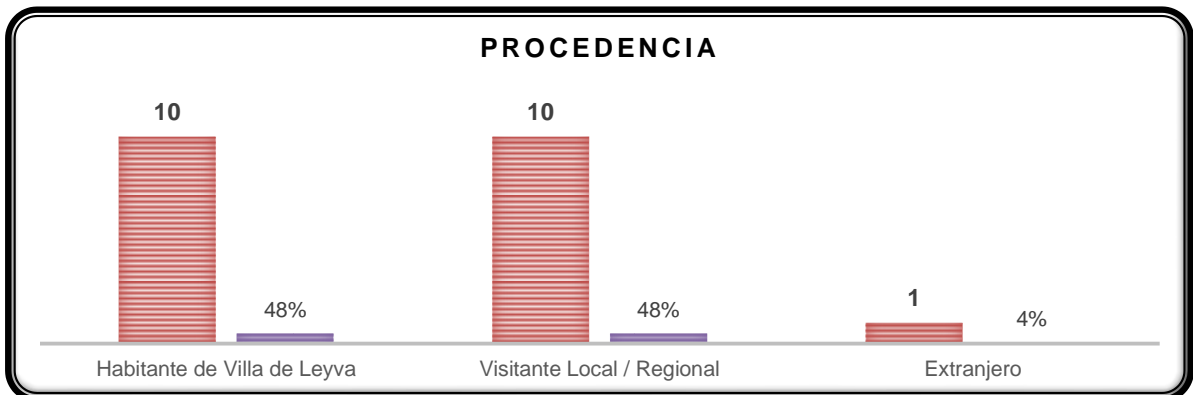 PROCEDENCIA
10
10
48%
48%
1
4%
Habitante de Villa de Leyva
Visitante Local / Regional
Extranjero